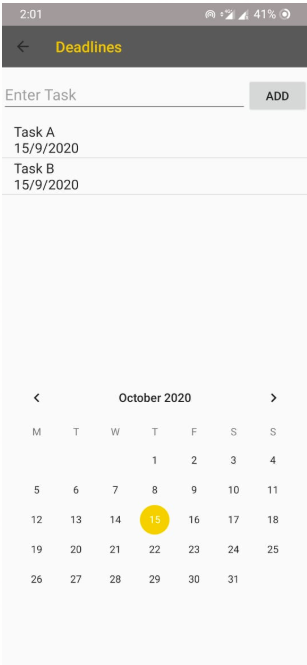 2:01 41%
Deadlines
Enter Task ADD
Task A
15/9/2020
Task B
15/9/2020
October 2020
M T W T F S S
1 2 3 4
5 6 7 8 9 10 11
12 13 14 15 16 17 18
19 20 21 22 23 24 25
26 27 28 29 30 31